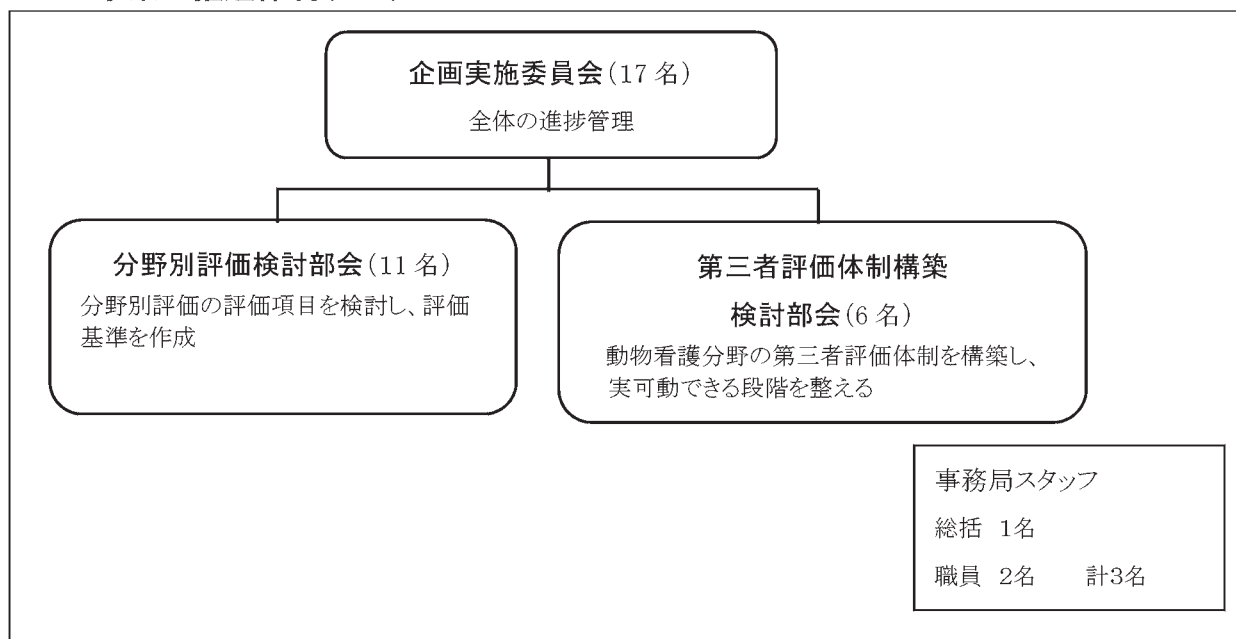 企画実施委員会(17 名)
全体の進捗管理
分野別評価検討部会(11 名)
分野別評価の評価項目を検討し、評価
基準を作成
第三者評価体制構築
検討部会(6 名)
動物看護分野の第三者評価体制を構築し、
実可動できる段階を整える
事務局スタッフ
総括 1名
職員 2名 計3名